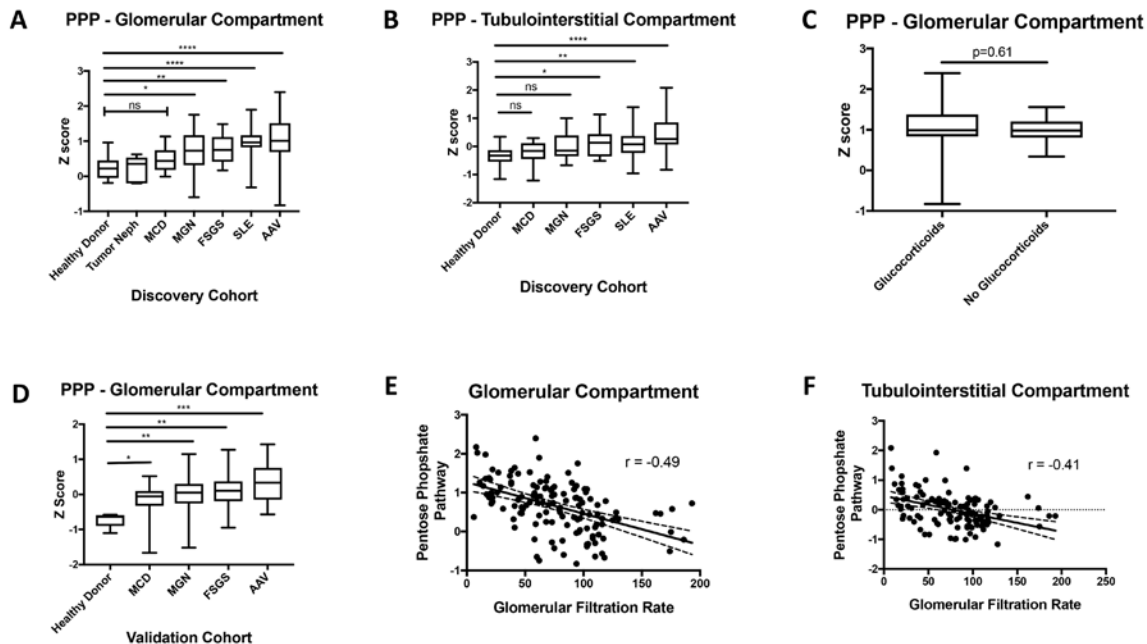 A
PPP - Glomerular Compartment
****
****
**
*
ns
Z score
3
2
1
0
-1
Healthy Donor
Tumor Neph
MCD
MGN
FSGS
SLE
AAV
Discovery Cohort
B
PPP - Tubulointerstitial Compartment
****
**
*
ns
ns
Z score
3
2
1
0
-1
-2
Healthy Donor
MCD
MGN
FSGS
SLE
AAV
Discovery Cohort
C
PPP - Glomerular Compartment
p=0.61
Z score
3
2
1
0
-1
Glucocorticoids
No Glucocorticoids
D
PPP - Glomerular Compartment
***
**
**
*
Z Score
2
1
0
-1
-2
Healthy Donor
MCD
MGN
FSGS
AAV
Validation Cohort
E
Glomerular Compartment
r = -0.49
Pentose Phopshate
Pathway
3
2
1
0
-1
0
50
100
150
200
Glomerular Filtration Rate
F
Tubulointerstitial Compartment
r = -0.41
Pentose Phopshate
Pathway
3
2
1
0
-1
-2
0
50
100
150
200
250
Glomerular Filtration Rate